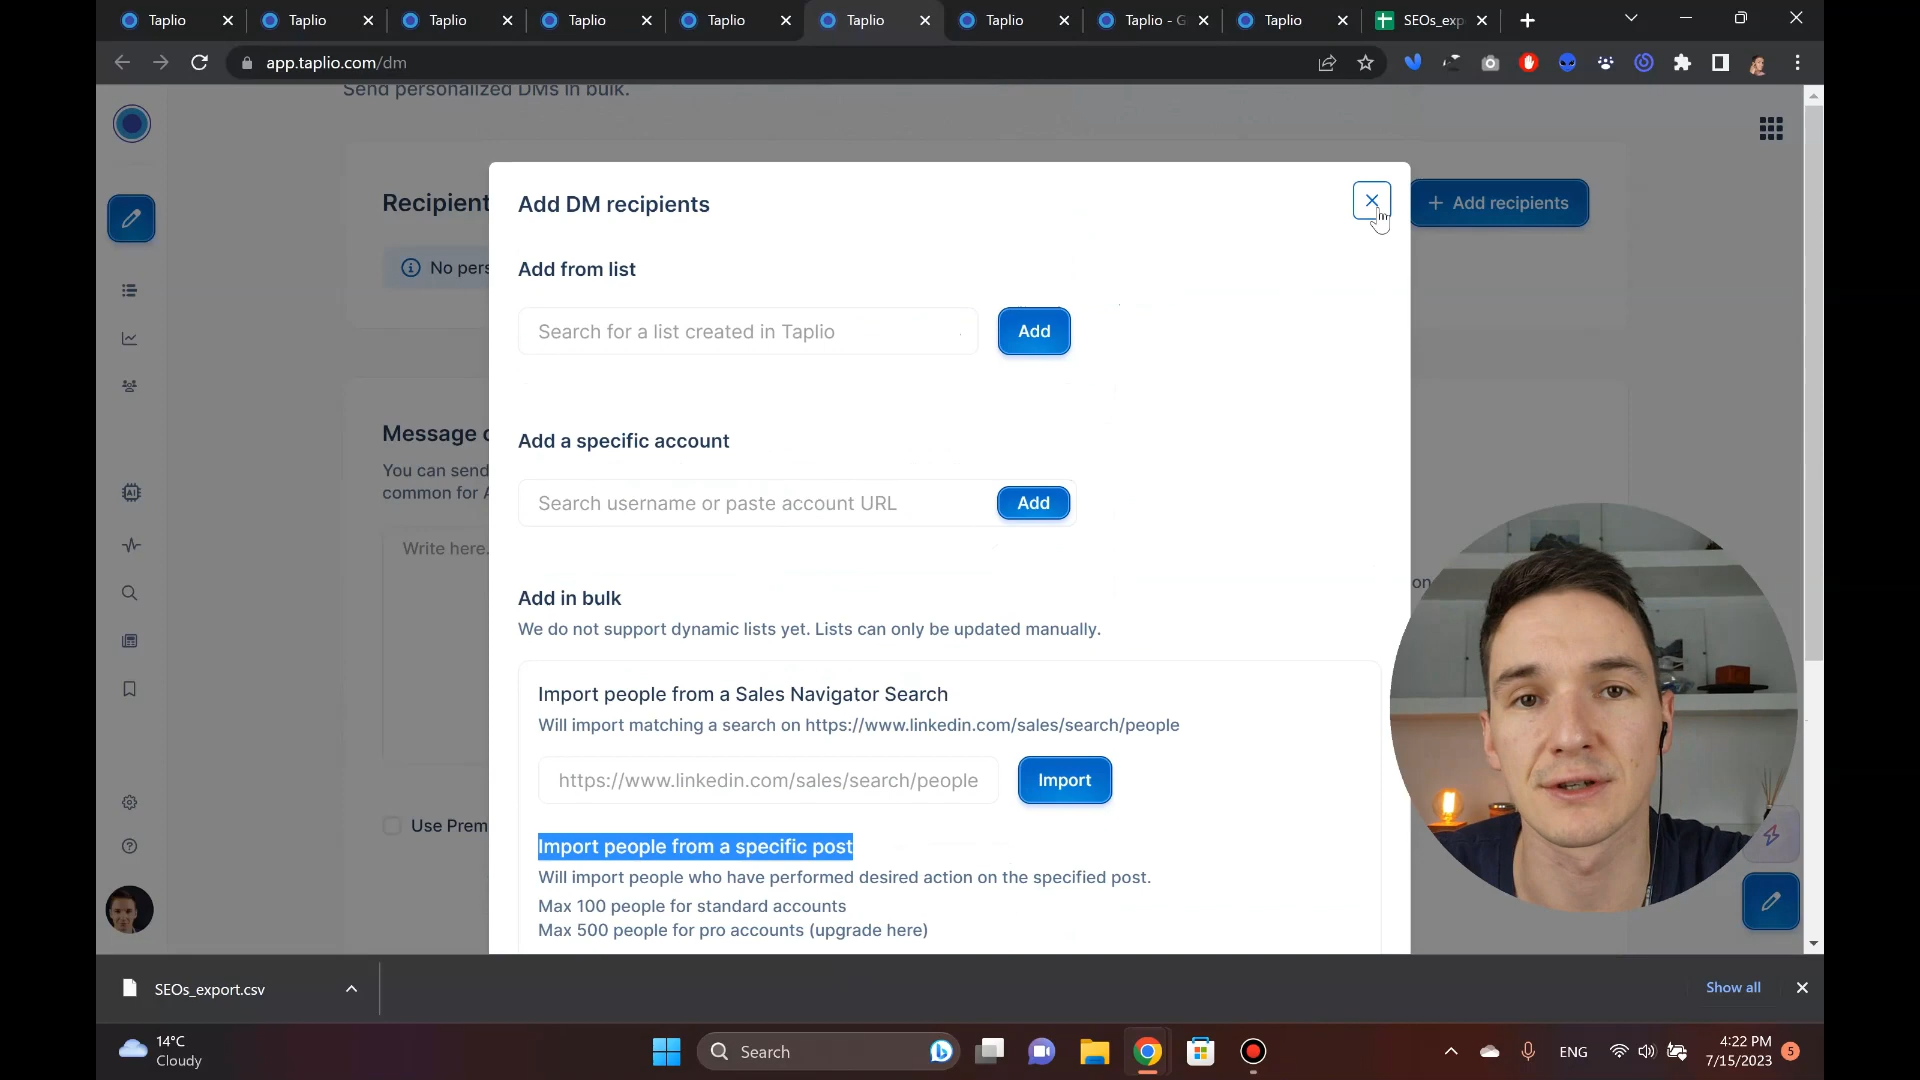 Taplio
Taplio
Taplio
Taplio
Taplio
Taplio
Taplio
Taplio - G
Taplio
SEOs_exp
app.taplio.com/dm
Send personalized DMs in bulk.
Recipient
Add DM recipients
+ Add recipients
No pers
Add from list
Search for a list created in Taplio
Add
Message c
You can send
common for A
Add a specific account
Search username or paste account URL
Add
Write here.
on
Add in bulk
We do not support dynamic lists yet. Lists can only be updated manually.
Import people from a Sales Navigator Search
Will import matching a search on https://www.linkedin.com/sales/search/people
https://www.linkedin.com/sales/search/people
Import
Use Prem
Import people from a specific post
Will import people who have performed desired action on the specified post.
Max 100 people for standard accounts
Max 500 people for pro accounts (upgrade here)
SEOs_export.csv
Show all
14°C
Cloudy
Search
ENG
4:22 PM
7/15/2023
5